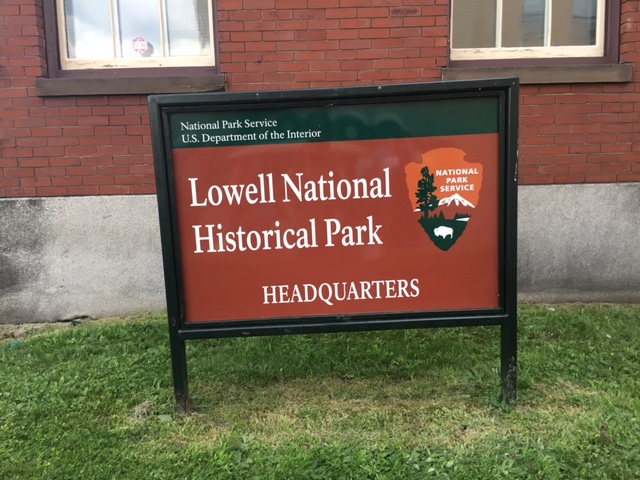 National Park Service
U.S. Department of the Interior
Lowell National
Historical Park
NATIONAL
PARK
SERVICE
HEADQUARTERS